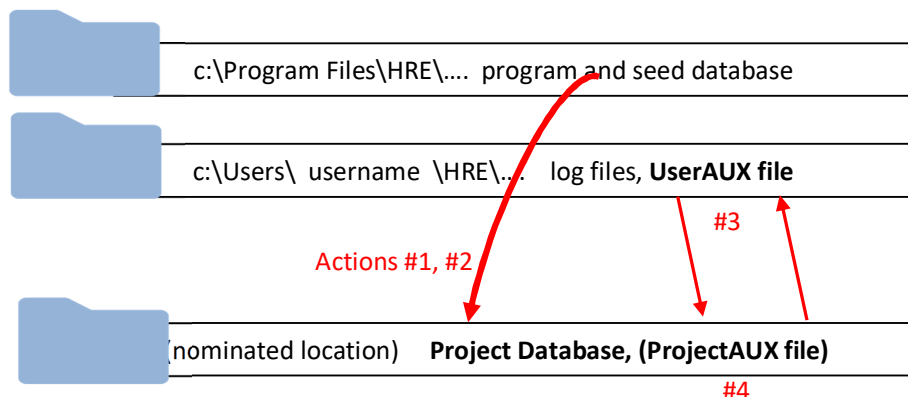 c:\Program Files\HRE\.... program and seed database
c:\Users\ username \HRE\.... log files, UserAUX file
#3
Actions #1, #2
(nominated location) Project Database, (ProjectAUX file)
#4